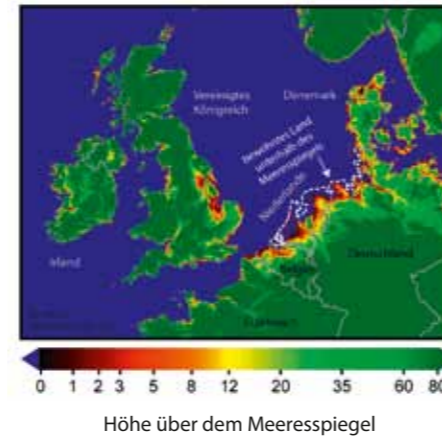 Vereinigtes
Königreich
Dänemark
bewohntes Land
unterhalb des
Meeresspiegels
Niederlande
Irland
Deutschland
Belgien
Frankreich
0 1 2 3 5 8 12 20 35 60 80
Höhe über dem Meeresspiegel